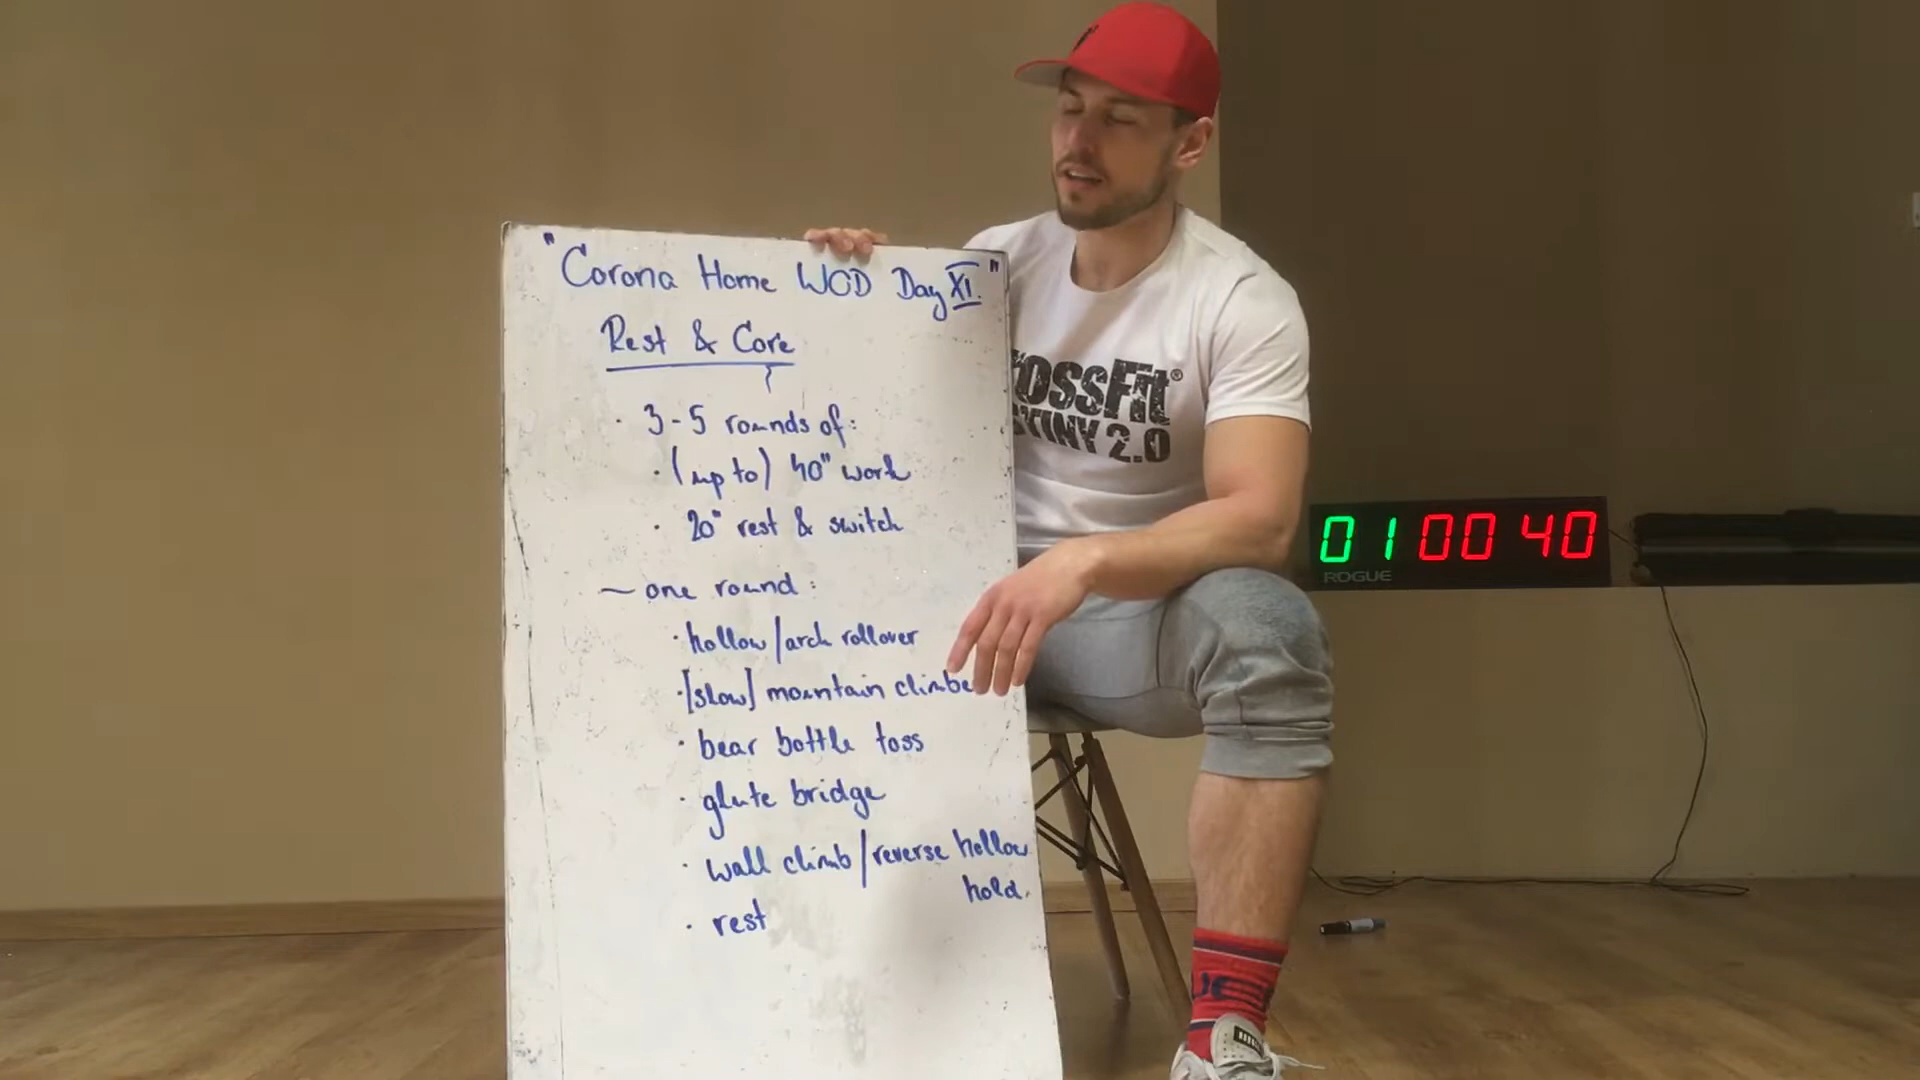 "Corona Home WOD Day XI."
Rest & Core
· 3-5 rounds of:
· (up to) 40" work
· 20" rest & switch
~ one round:
· hollow/arch rollover
· [slow] mountain climbe
· bear bottle toss
· glute bridge
· wall climb/reverse hollow
hold.
· rest
rossFit®
STINY 2.0
01 00 40
ROGUE